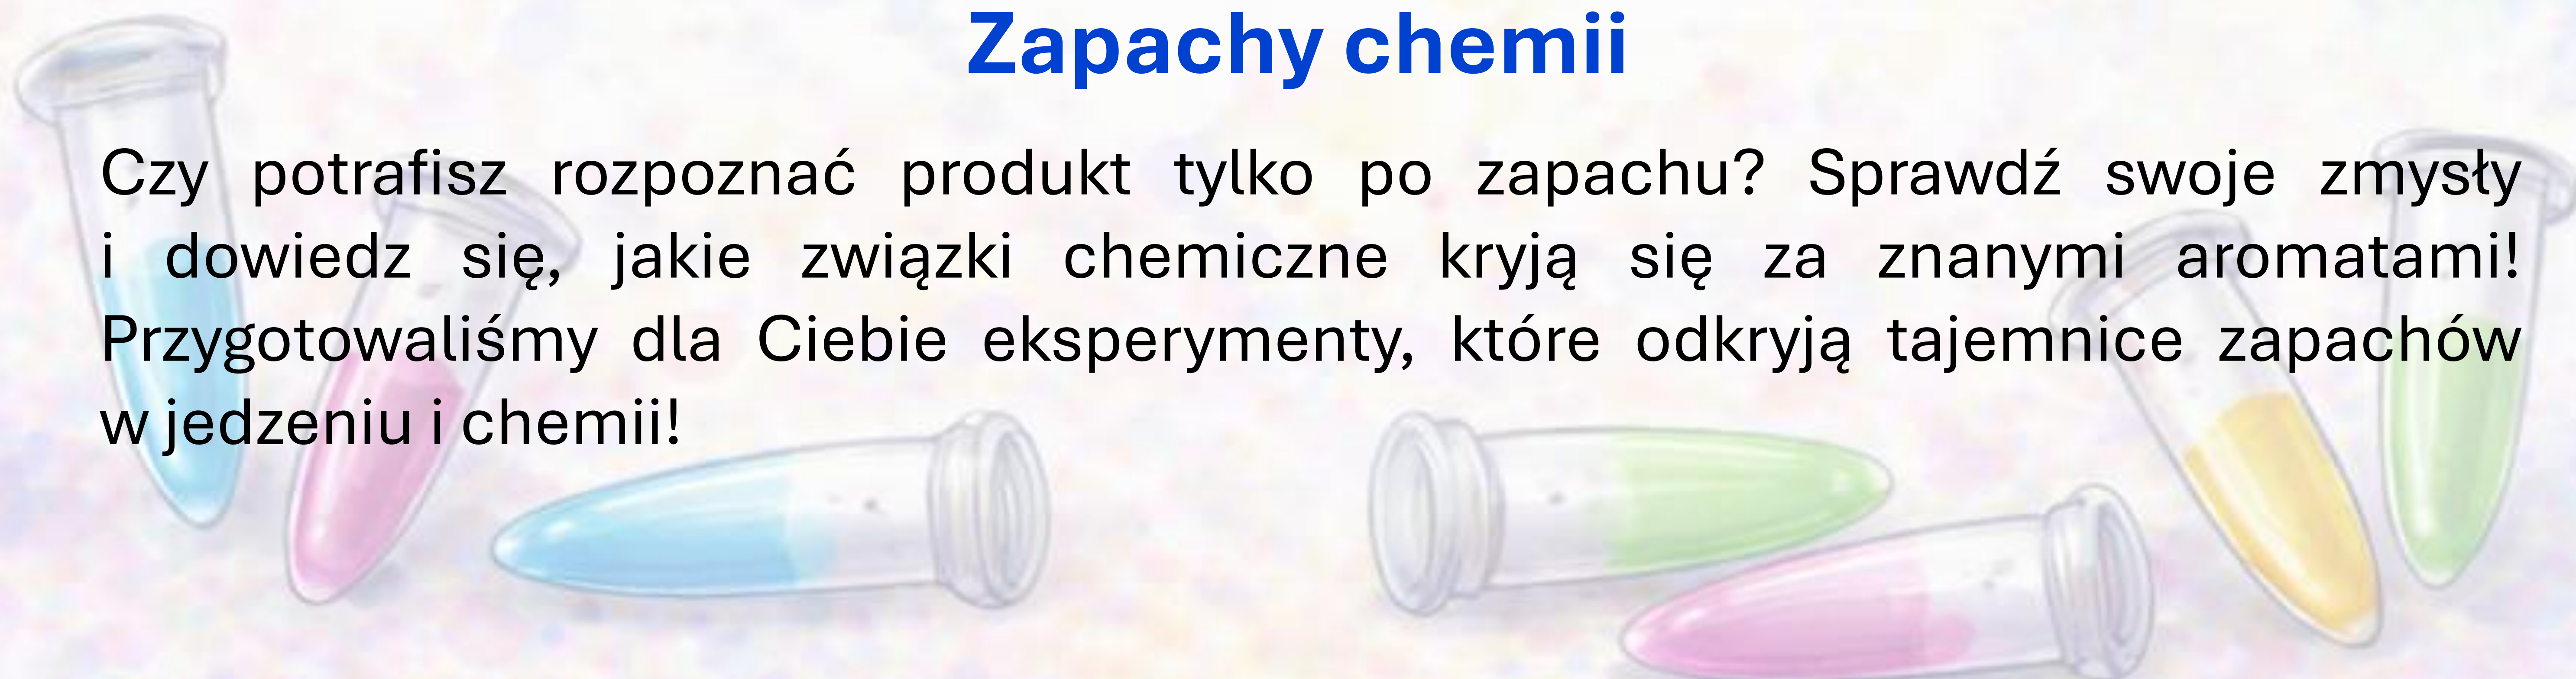 Zapachy chemii
Czy potrafisz rozpoznać produkt tylko po zapachu? Sprawdź swoje zmysły
i dowiedz się, jakie związki chemiczne kryją się za znanymi aromatami!
Przygotowaliśmy dla Ciebie eksperymenty, które odkryją tajemnice zapachów
w jedzeniu i chemii!